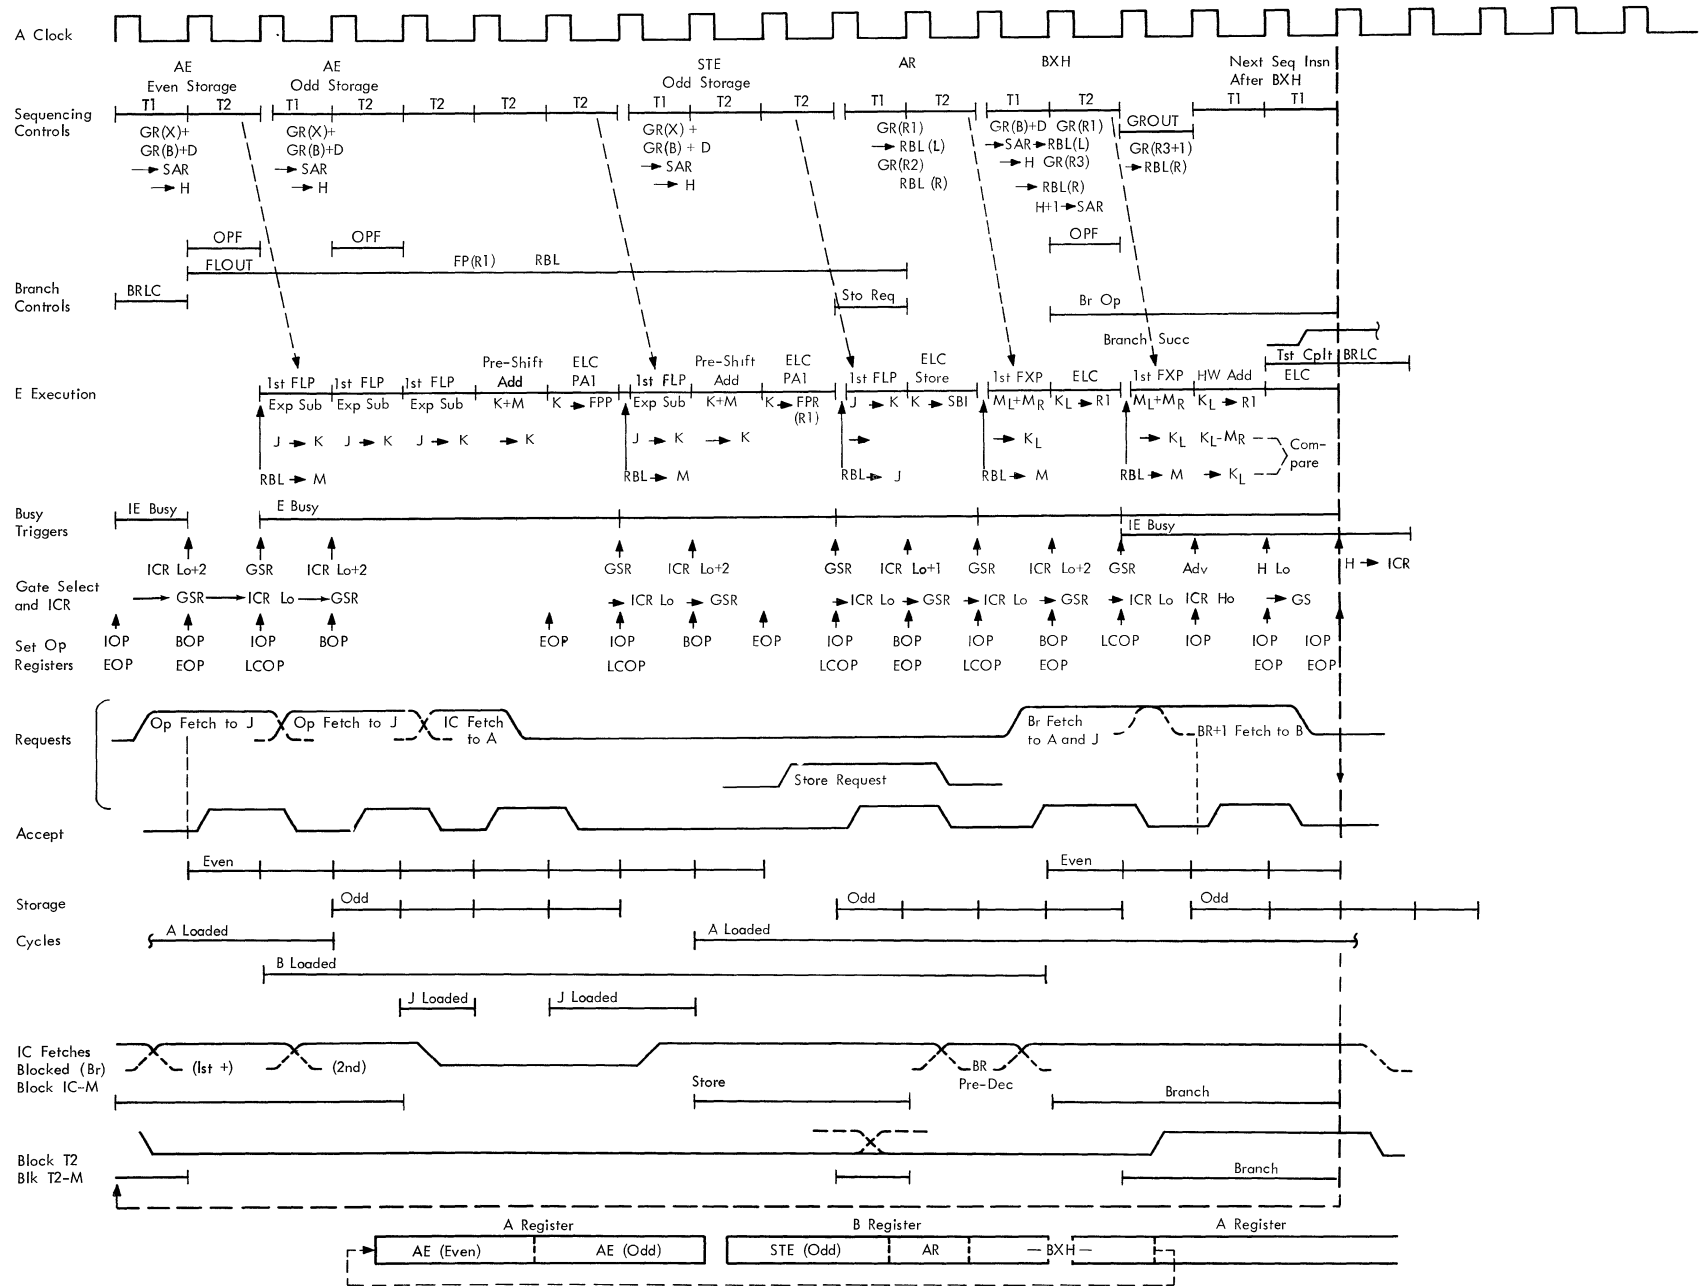 A Clock
AE
Even Storage
AE
Odd Storage
STE
Odd Storage
AR
BXH
Next Seq Insn
After BXH
Sequencing
Controls
T1 T2 T1 T2 T2 T2 T2 T1 T2 T2 T1 T2 T1 T2 T1 T1
GR(X)+
GR(B)+D
→ SAR
→ H
GR(X)+
GR(B)+D
→ SAR
→ H
GR(X) +
GR(B) + D
→ SAR
→ H
GR(R1)
→ RBL (L)
GR(R2)
RBL (R)
GR(B)+D GR(R1)
→SAR→RBL(L)
→ H GR(R3)
→ RBL(R)
H+1→SAR
GROUT
GR(R3+1)
→RBL(R)
OPF OPF OPF
FLOUT FP(R1) RBL
Branch
Controls
BRLC Sto Req Br Op
Branch Succ
Tst Cplt BRLC
E Execution
1st FLP
Exp Sub
J → K
RBL → M
1st FLP
Exp Sub
J → K
1st FLP
Exp Sub
J → K
Pre-Shift
Add
K+M
→ K
ELC
PA1
K → FPP
1st FLP
Exp Sub
J → K
RBL → M
Pre-Shift
Add
K+M
→ K
ELC
PA1
K → FPR
(R1)
1st FLP
J → K
→
RBL → J
ELC
Store
K → SBI
1st FXP
ML+MR
→ KL
RBL → M
ELC
KL → R1
1st FXP
ML+MR
→ KL
RBL → M
HW Add
KL → R1
KL-MR
→ KL
ELC
Com-
pare
Busy
Triggers
IE Busy E Busy IE Busy
Gate Select
and ICR
ICR Lo+2 GSR ICR Lo+2 GSR ICR Lo+2 GSR ICR Lo+1 GSR ICR Lo+2 GSR Adv H Lo H → ICR
→ GSR → ICR Lo → GSR → ICR Lo → GSR → ICR Lo → GSR → ICR Lo → GSR → ICR Lo ICR Ho → GS
Set Op
Registers
IOP BOP IOP BOP EOP IOP BOP EOP IOP BOP IOP BOP LCOP IOP IOP IOP
EOP EOP LCOP LCOP LCOP EOP LCOP EOP EOP EOP
Requests
Op Fetch to J Op Fetch to J IC Fetch
to A
Br Fetch
to A and J
BR+1 Fetch to B
Store Request
Accept
Even Even
Storage
Odd Odd Odd
Cycles
A Loaded A Loaded
B Loaded
J Loaded J Loaded
IC Fetches
Blocked (Br)
Block IC-M
(1st +) (2nd) BR
Pre-Dec
Store Branch
Block T2
Blk T2-M
Branch
A Register B Register A Register
AE (Even) AE (Odd) STE (Odd) AR BXH